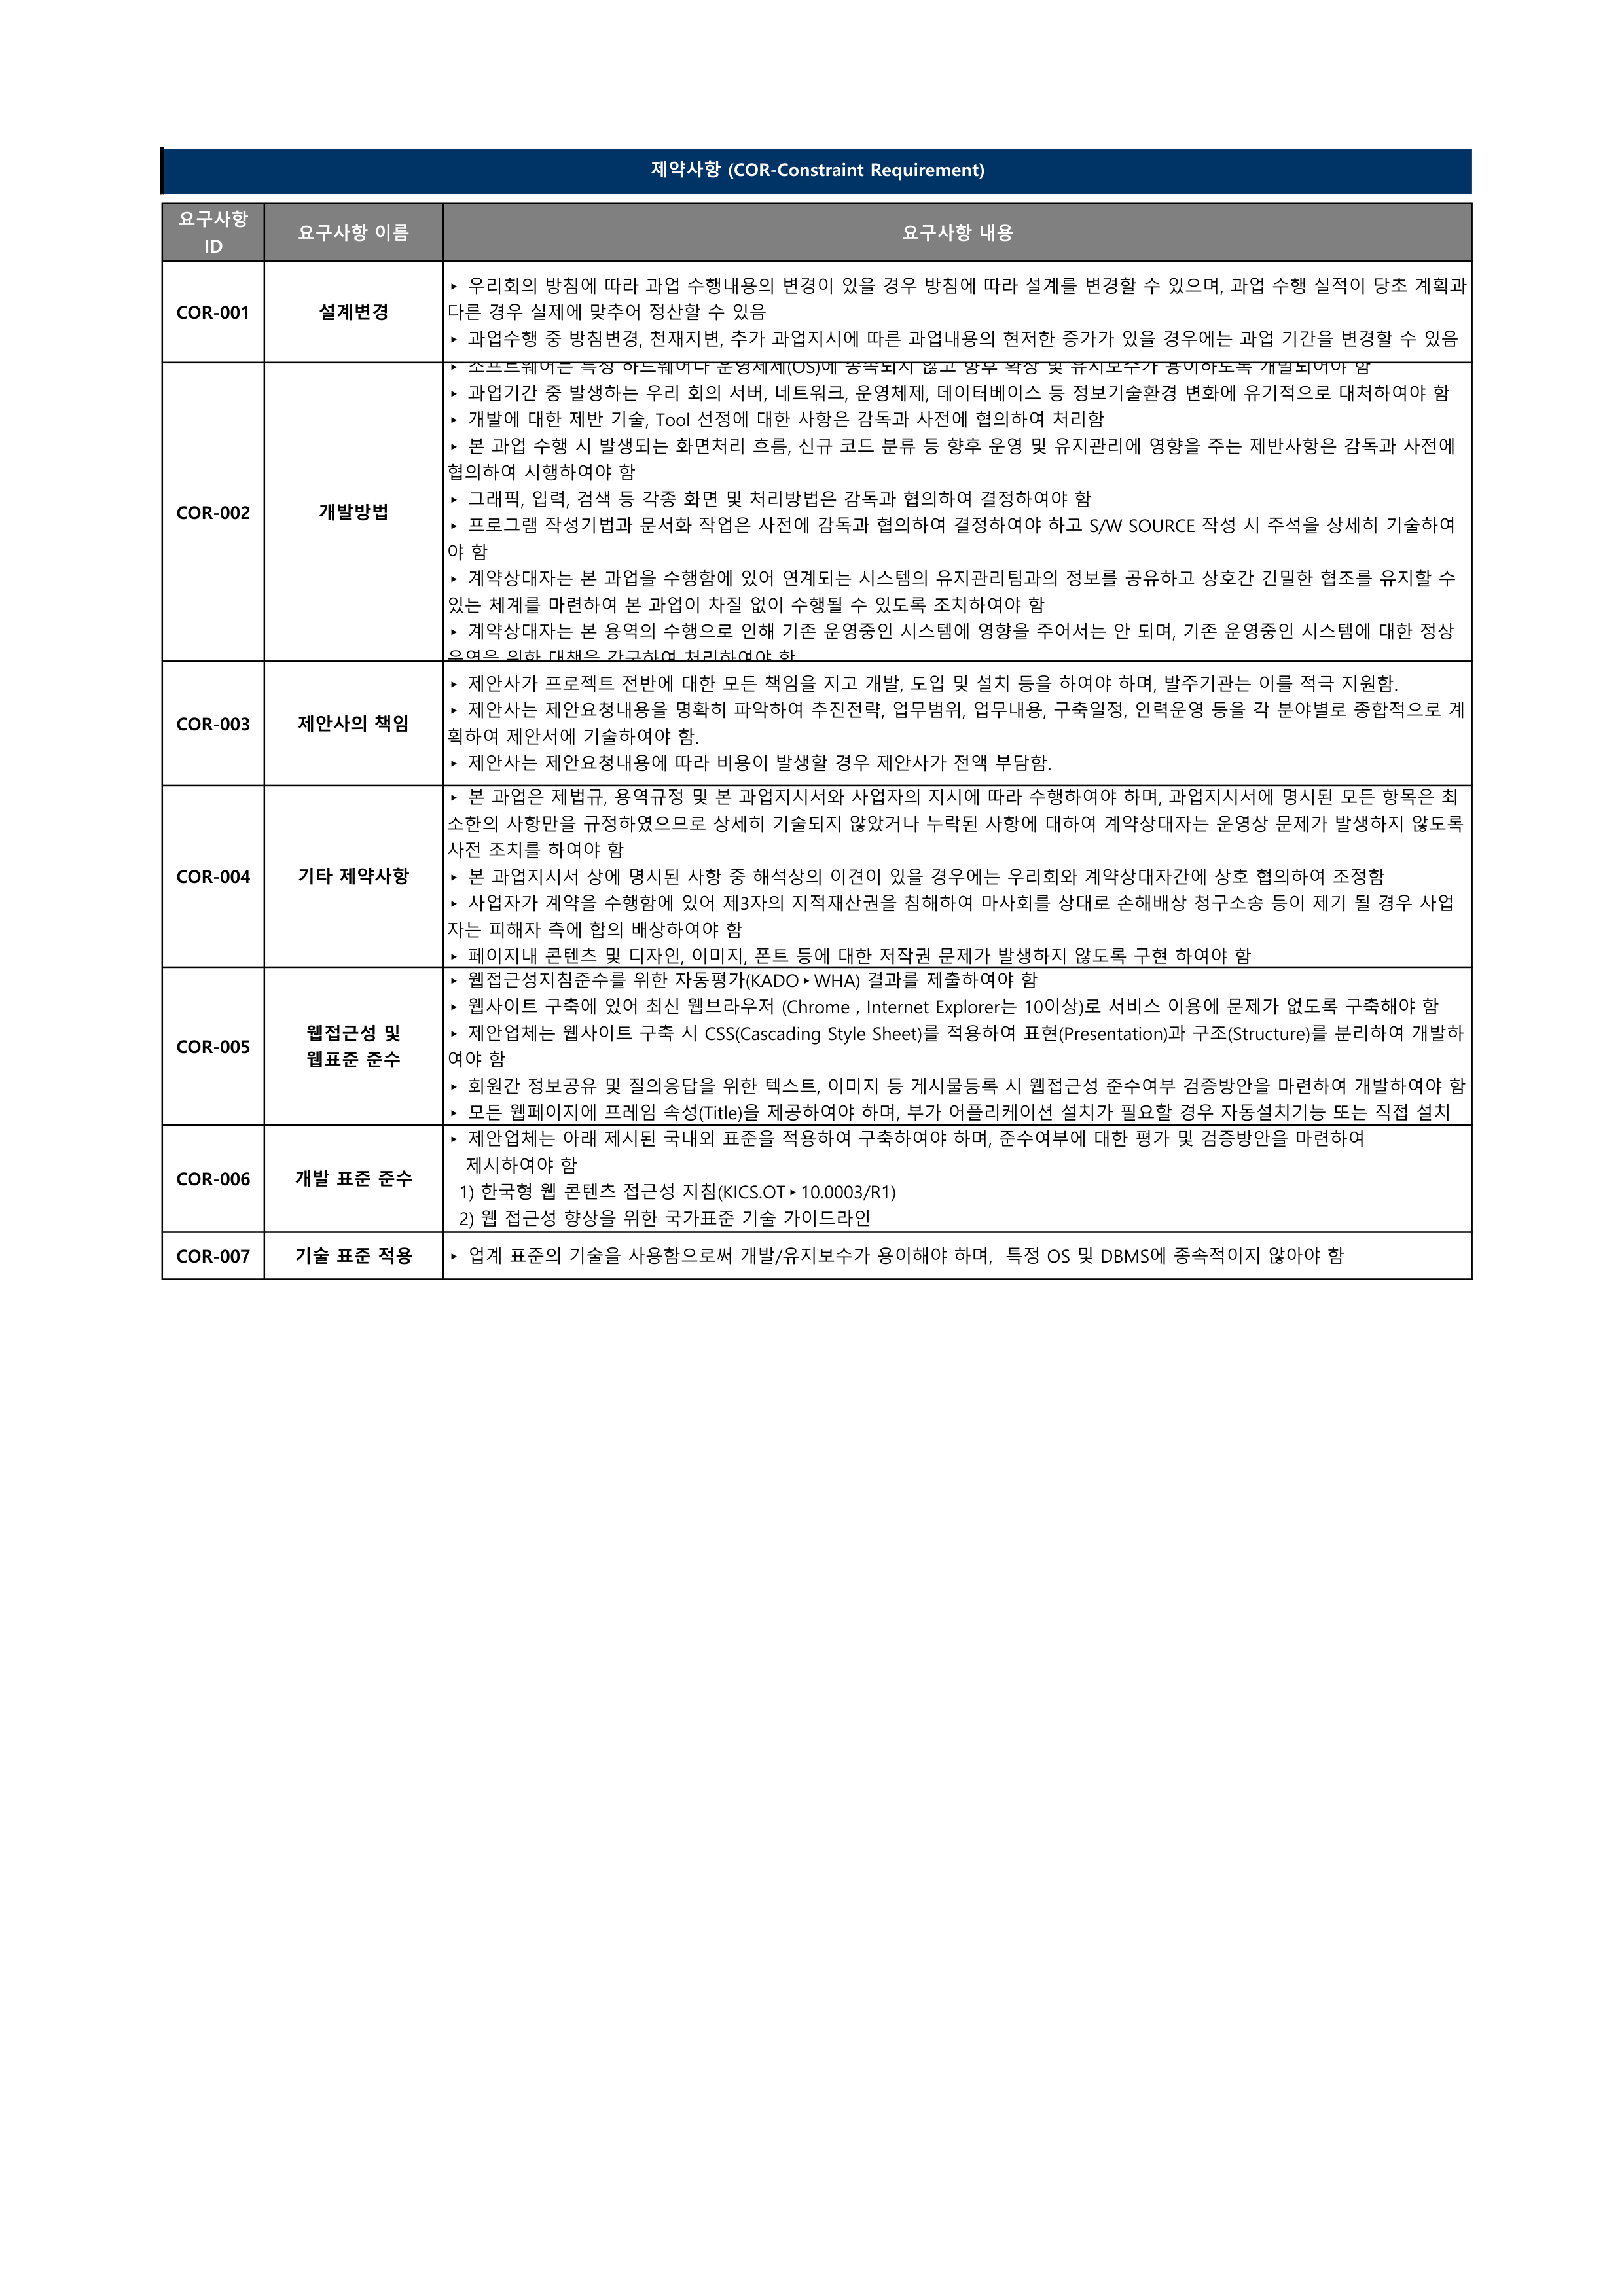 제약사항 (COR-Constraint Requirement)
요구사항
ID
요구사항 이름
요구사항 내용
COR-001
설계변경
▸ 우리회의 방침에 따라 과업 수행내용의 변경이 있을 경우 방침에 따라 설계를 변경할 수 있으며, 과업 수행 실적이 당초 계획과
다른 경우 실제에 맞추어 정산할 수 있음
▸ 과업수행 중 방침변경, 천재지변, 추가 과업지시에 따른 과업내용의 현저한 증가가 있을 경우에는 과업 기간을 변경할 수 있음
COR-002
개발방법
▸ 소프트웨어는 특정 하드웨어나 운영체제(OS)에 종속되지 않고 향후 확장 및 유지보수가 용이하도록 개발되어야 함
▸ 과업기간 중 발생하는 우리 회의 서버, 네트워크, 운영체제, 데이터베이스 등 정보기술환경 변화에 유기적으로 대처하여야 함
▸ 개발에 대한 제반 기술, Tool 선정에 대한 사항은 감독과 사전에 협의하여 처리함
▸ 본 과업 수행 시 발생되는 화면처리 흐름, 신규 코드 분류 등 향후 운영 및 유지관리에 영향을 주는 제반사항은 감독과 사전에
협의하여 시행하여야 함
▸ 그래픽, 입력, 검색 등 각종 화면 및 처리방법은 감독과 협의하여 결정하여야 함
▸ 프로그램 작성기법과 문서화 작업은 사전에 감독과 협의하여 결정하여야 하고 S/W SOURCE 작성 시 주석을 상세히 기술하여
야 함
▸ 계약상대자는 본 과업을 수행함에 있어 연계되는 시스템의 유지관리팀과의 정보를 공유하고 상호간 긴밀한 협조를 유지할 수
있는 체계를 마련하여 본 과업이 차질 없이 수행될 수 있도록 조치하여야 함
▸ 계약상대자는 본 용역의 수행으로 인해 기존 운영중인 시스템에 영향을 주어서는 안 되며, 기존 운영중인 시스템에 대한 정상
운영을 위한 대책을 강구하여 처리하여야 함
COR-003
제안사의 책임
▸ 제안사가 프로젝트 전반에 대한 모든 책임을 지고 개발, 도입 및 설치 등을 하여야 하며, 발주기관는 이를 적극 지원함.
▸ 제안사는 제안요청내용을 명확히 파악하여 추진전략, 업무범위, 업무내용, 구축일정, 인력운영 등을 각 분야별로 종합적으로 계
획하여 제안서에 기술하여야 함.
▸ 제안사는 제안요청내용에 따라 비용이 발생할 경우 제안사가 전액 부담함.
COR-004
기타 제약사항
▸ 본 과업은 제법규, 용역규정 및 본 과업지시서와 사업자의 지시에 따라 수행하여야 하며, 과업지시서에 명시된 모든 항목은 최
소한의 사항만을 규정하였으므로 상세히 기술되지 않았거나 누락된 사항에 대하여 계약상대자는 운영상 문제가 발생하지 않도록
사전 조치를 하여야 함
▸ 본 과업지시서 상에 명시된 사항 중 해석상의 이견이 있을 경우에는 우리회와 계약상대자간에 상호 협의하여 조정함
▸ 사업자가 계약을 수행함에 있어 제3자의 지적재산권을 침해하여 마사회를 상대로 손해배상 청구소송 등이 제기 될 경우 사업
자는 피해자 측에 합의 배상하여야 함
▸ 페이지내 콘텐츠 및 디자인, 이미지, 폰트 등에 대한 저작권 문제가 발생하지 않도록 구현 하여야 함
COR-005
웹접근성 및
웹표준 준수
▸ 웹접근성지침준수를 위한 자동평가(KADO▸WHA) 결과를 제출하여야 함
▸ 웹사이트 구축에 있어 최신 웹브라우저 (Chrome , Internet Explorer는 10이상)로 서비스 이용에 문제가 없도록 구축해야 함
▸ 제안업체는 웹사이트 구축 시 CSS(Cascading Style Sheet)를 적용하여 표현(Presentation)과 구조(Structure)를 분리하여 개발하
여야 함
▸ 회원간 정보공유 및 질의응답을 위한 텍스트, 이미지 등 게시물등록 시 웹접근성 준수여부 검증방안을 마련하여 개발하여야 함
▸ 모든 웹페이지에 프레임 속성(Title)을 제공하여야 하며, 부가 어플리케이션 설치가 필요할 경우 자동설치기능 또는 직접 설치
COR-006
개발 표준 준수
▸ 제안업체는 아래 제시된 국내외 표준을 적용하여 구축하여야 하며, 준수여부에 대한 평가 및 검증방안을 마련하여
제시하여야 함
1) 한국형 웹 콘텐츠 접근성 지침(KICS.OT▸10.0003/R1)
2) 웹 접근성 향상을 위한 국가표준 기술 가이드라인
COR-007
기술 표준 적용
▸ 업계 표준의 기술을 사용함으로써 개발/유지보수가 용이해야 하며,  특정 OS 및 DBMS에 종속적이지 않아야 함